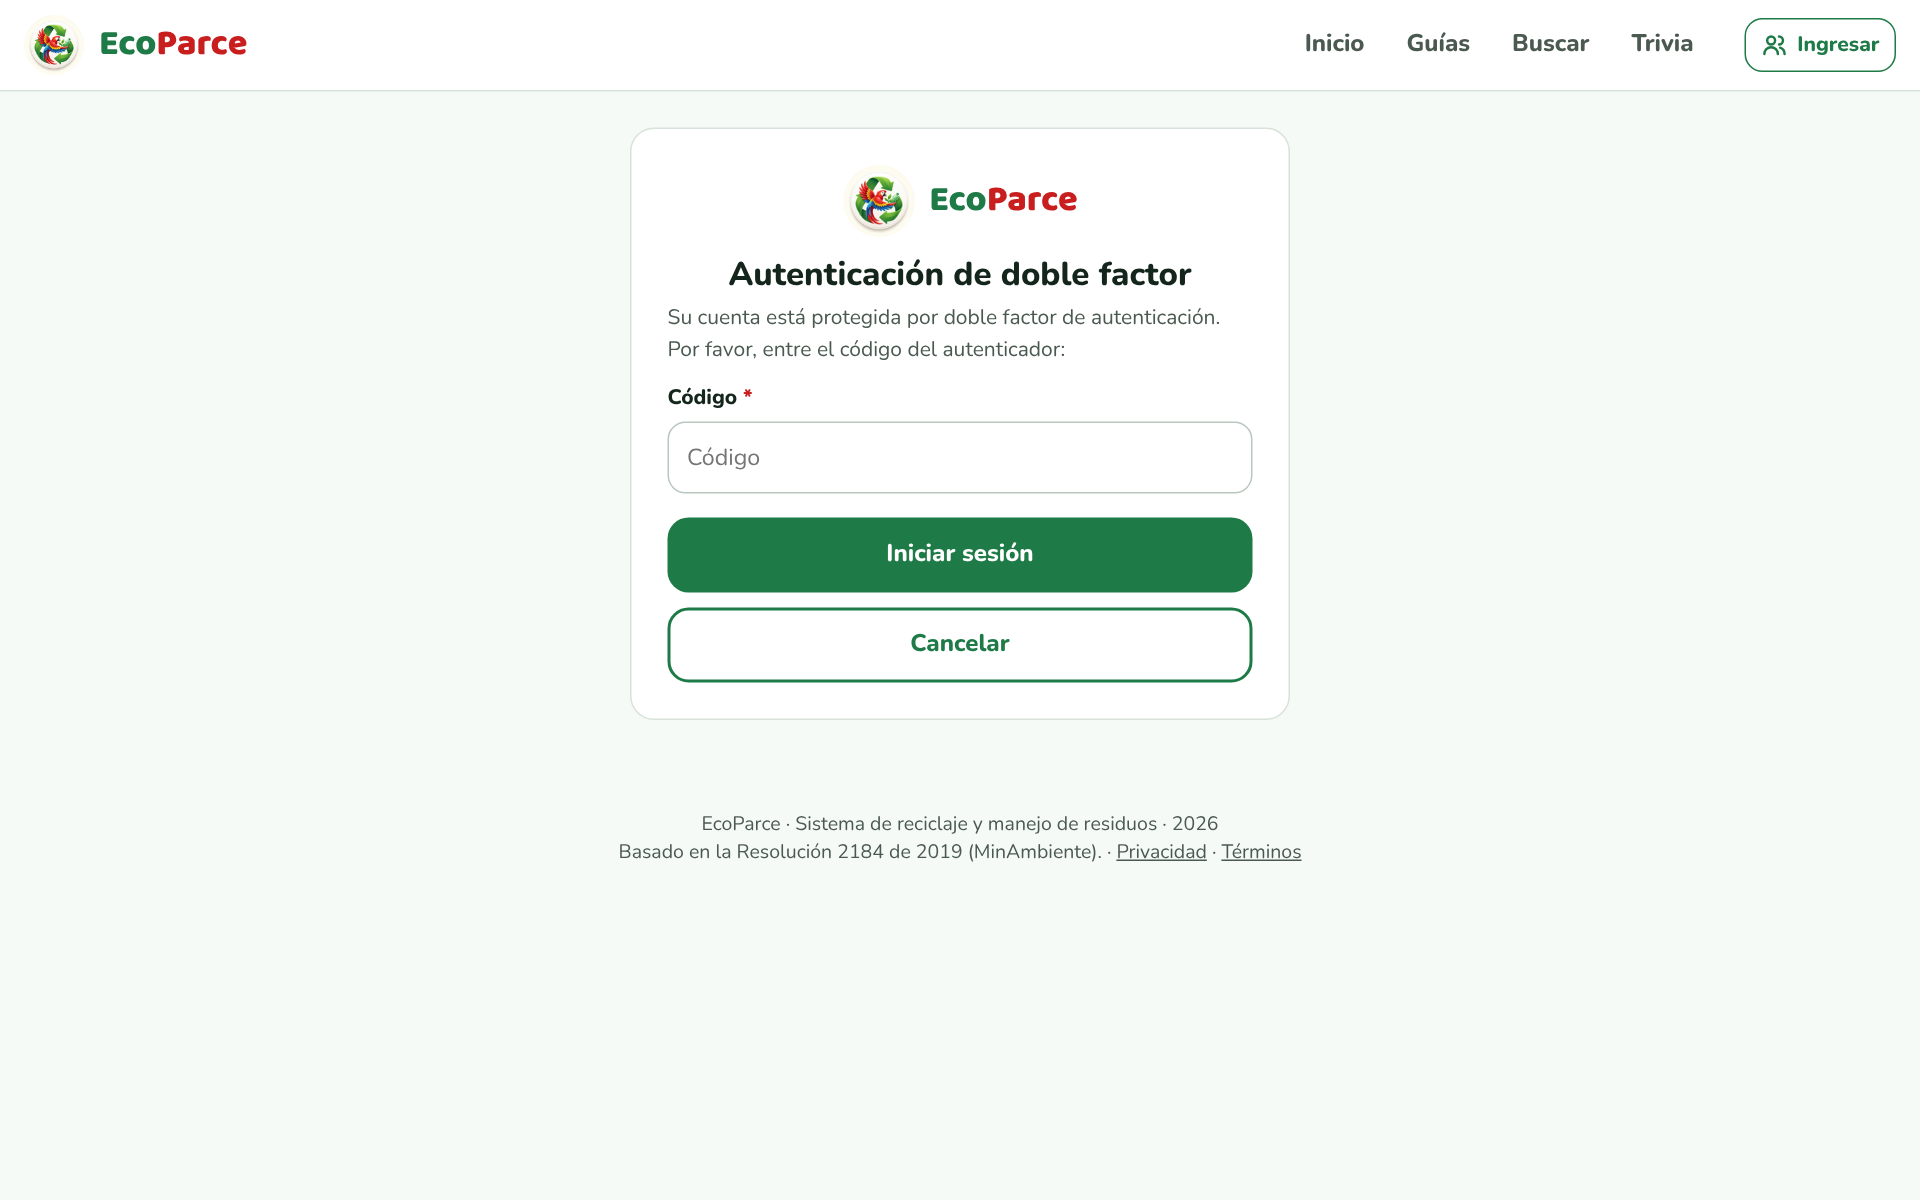 EcoParce
Inicio
Guías
Buscar
Trivia
Ingresar
EcoParce
Autenticación de doble factor
Su cuenta está protegida por doble factor de autenticación.
Por favor, entre el código del autenticador:
Código *
Código
Iniciar sesión
Cancelar
EcoParce · Sistema de reciclaje y manejo de residuos · 2026
Basado en la Resolución 2184 de 2019 (MinAmbiente). · Privacidad · Términos